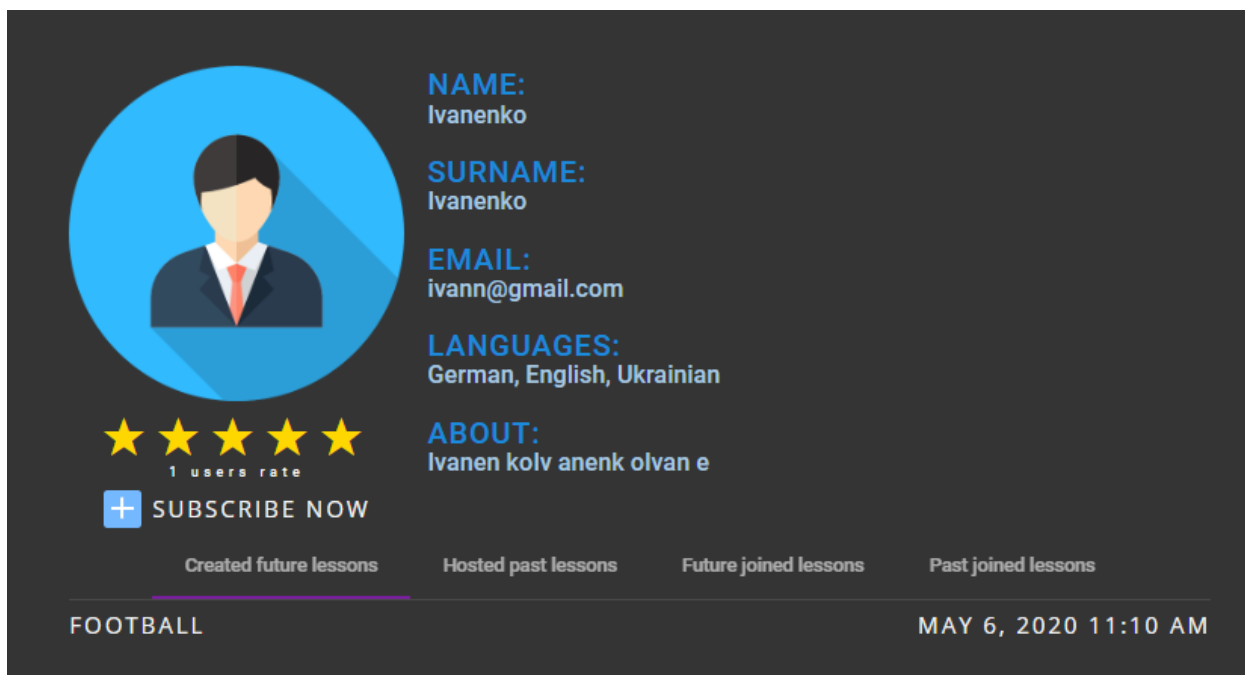 NAME:
Ivanenko
SURNAME:
Ivanenko
EMAIL:
ivann@gmail.com
LANGUAGES:
German, English, Ukrainian
ABOUT:
Ivanen kolv anenk olvan e
1 users rate
SUBSCRIBE NOW
Created future lessons Hosted past lessons Future joined lessons Past joined lessons
FOOTBALL MAY 6, 2020 11:10 AM